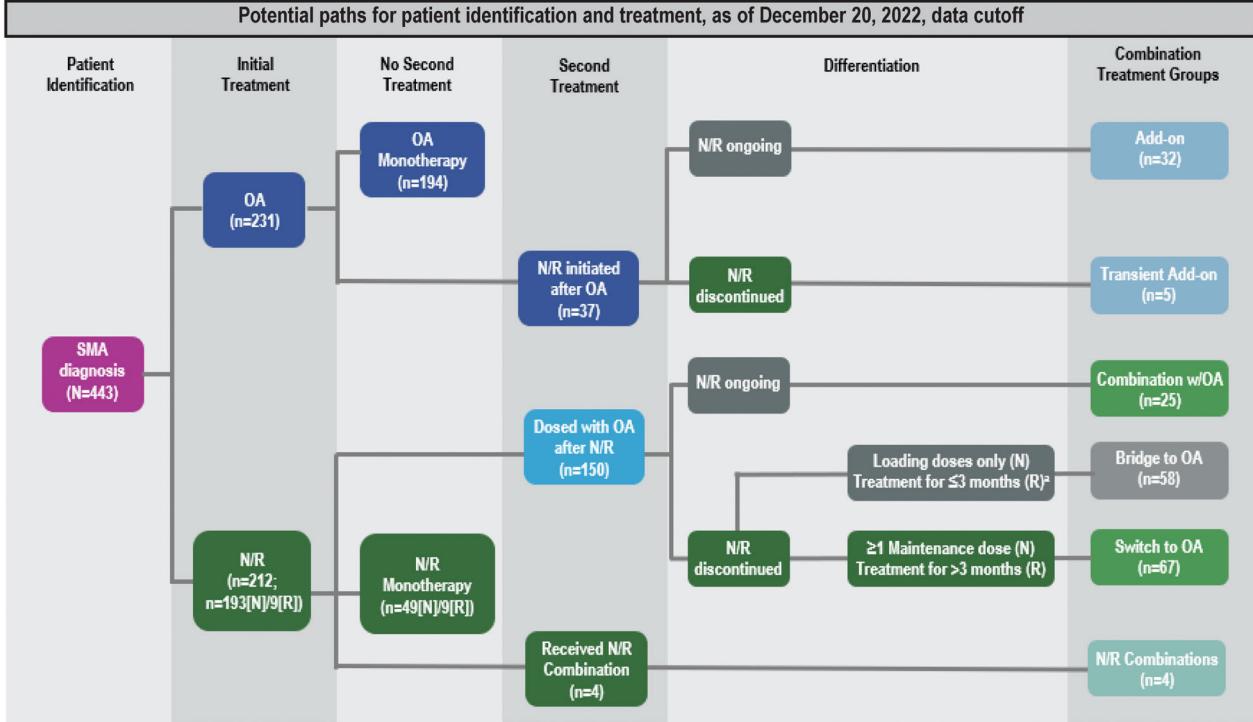 Potential paths for patient identification and treatment, as of December 20, 2022, data cutoff
Patient
Identification
Initial
Treatment
No Second
Treatment
Second
Treatment
Differentiation
Combination
Treatment Groups
SMA
diagnosis
(N=443)
OA
(n=231)
N/R
(n=212;
n=193[N]/9[R])
OA
Monotherapy
(n=194)
N/R
Monotherapy
(n=49[N]/9[R])
N/R initiated
after OA
(n=37)
Dosed with OA
after N/R
(n=150)
Received N/R
Combination
(n=4)
N/R ongoing
N/R
discontinued
N/R ongoing
N/R
discontinued
Loading doses only (N)
Treatment for ≤3 months (R)ª
≥1 Maintenance dose (N)
Treatment for >3 months (R)
Add-on
(n=32)
Transient Add-on
(n=5)
Combination w/OA
(n=25)
Bridge to OA
(n=58)
Switch to OA
(n=67)
N/R Combinations
(n=4)